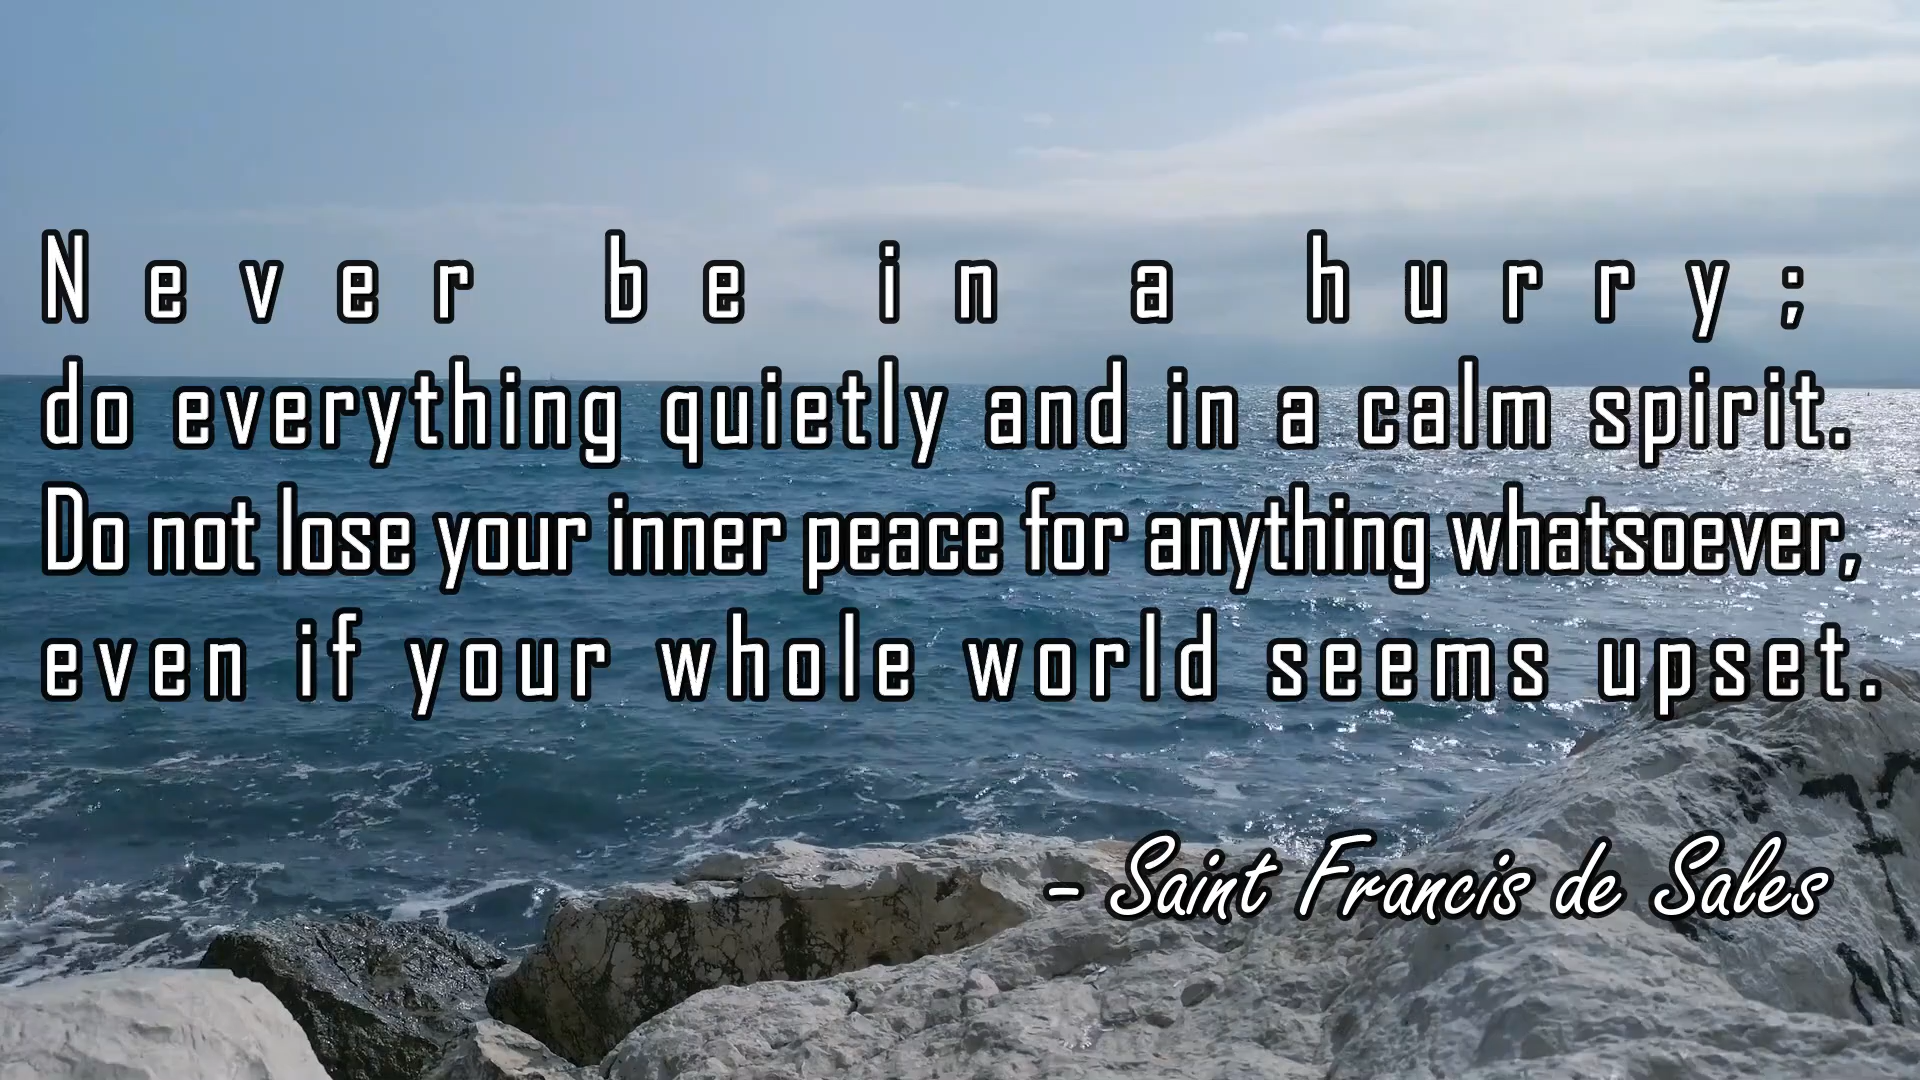 Never be in a hurry;
do everything quietly and in a calm spirit.
Do not lose your inner peace for anything whatsoever,
even if your whole world seems upset.
– Saint Francis de Sales